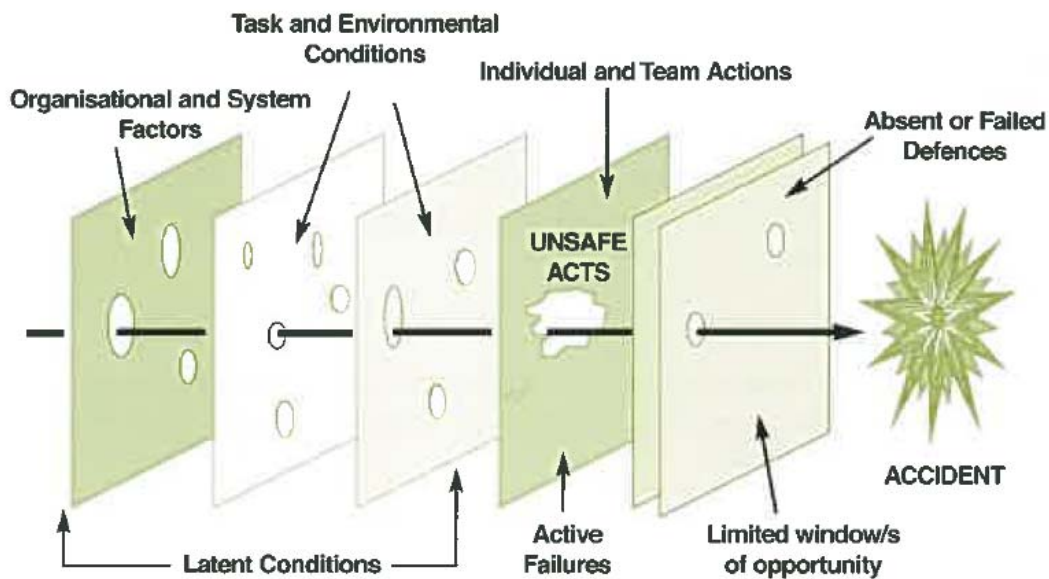 Task and Environmental
Conditions
Individual and Team Actions
Organisational and System
Factors
Absent or Failed
Defences
UNSAFE
ACTS
ACCIDENT
Latent Conditions
Active
Failures
Limited window/s
of opportunity